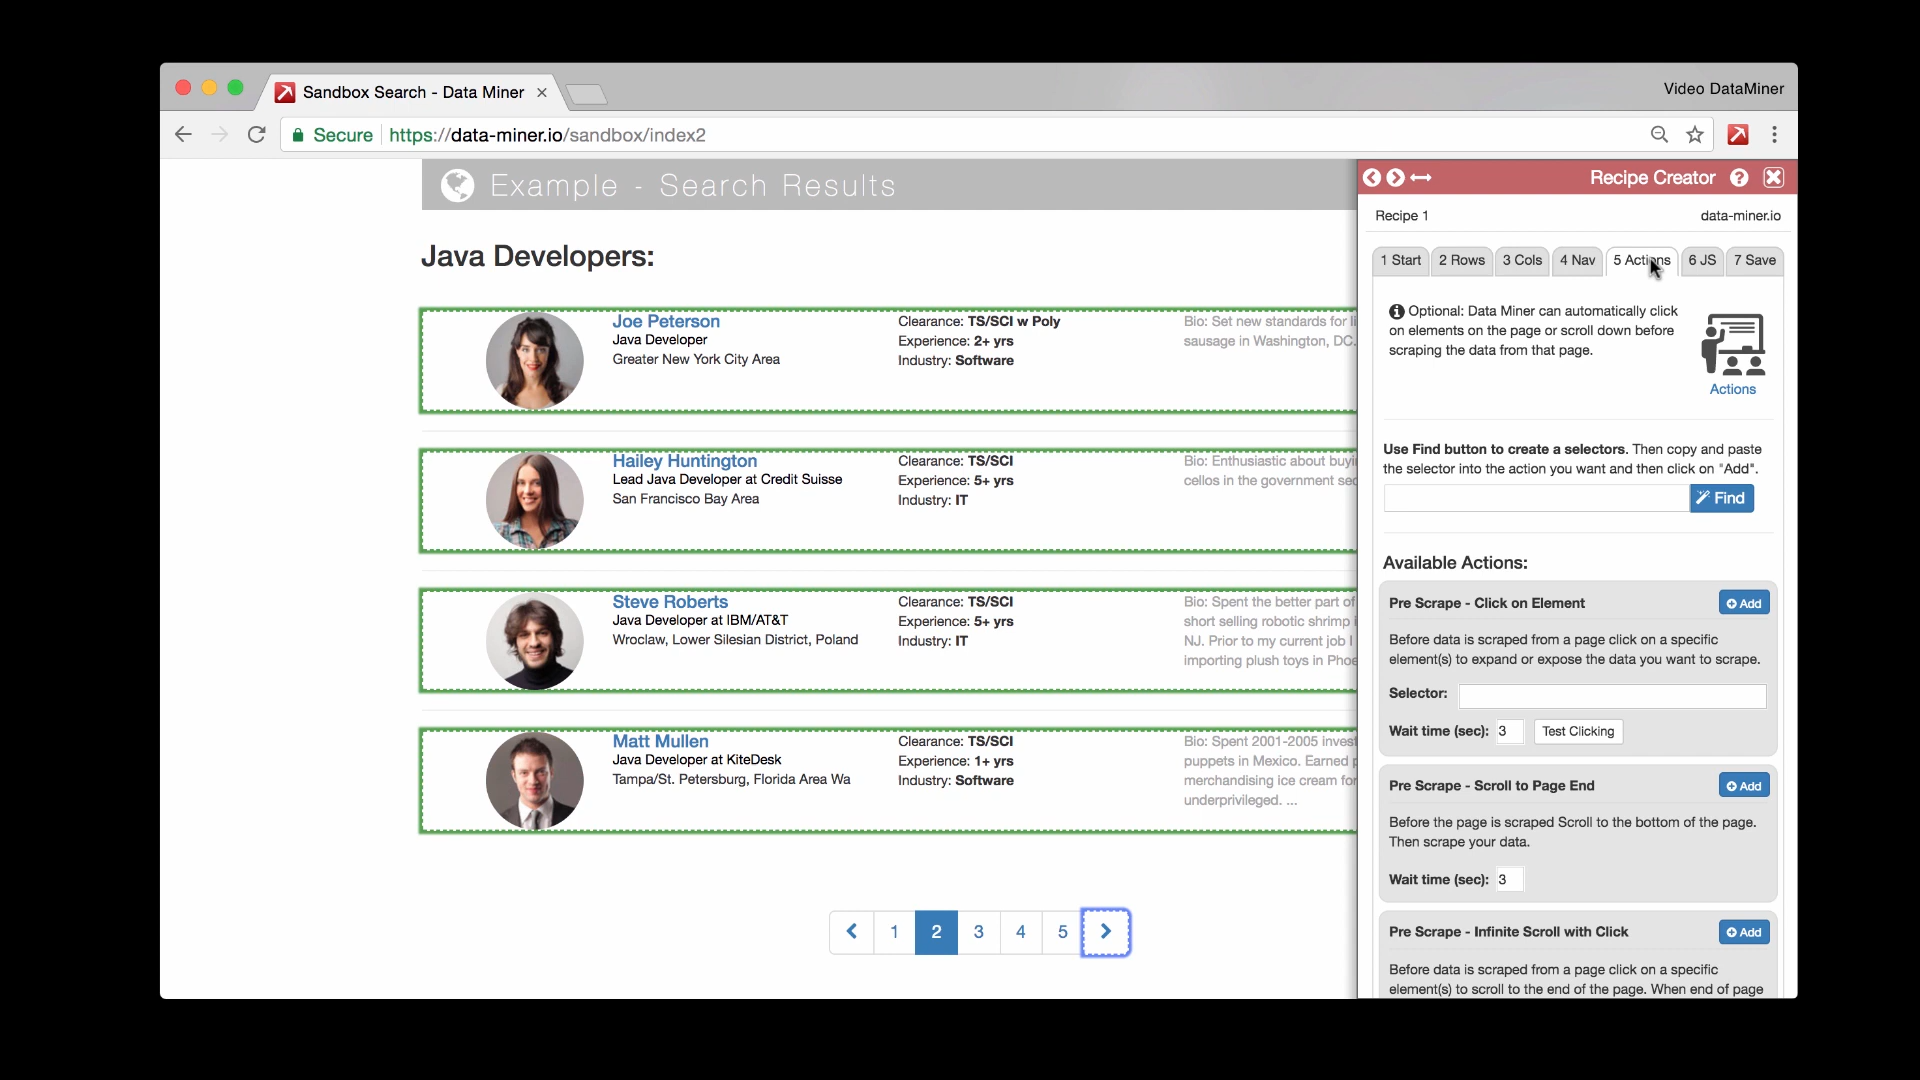 Sandbox Search - Data Miner
Video DataMiner
Secure https://data-miner.io/sandbox/index2
Example - Search Results
Java Developers:
Joe Peterson
Java Developer
Greater New York City Area
Clearance: TS/SCI w Poly
Experience: 2+ yrs
Industry: Software
Bio: Set new standards for
sausage in Washington, DC.
Hailey Huntington
Lead Java Developer at Credit Suisse
San Francisco Bay Area
Clearance: TS/SCI
Experience: 5+ yrs
Industry: IT
Bio: Enthusiastic about
cellos in the government
Steve Roberts
Java Developer at IBM/AT&T
Wroclaw, Lower Silesian District, Poland
Clearance: TS/SCI
Experience: 5+ yrs
Industry: IT
Bio: Spent the better part of
short selling robotic shrimp
NJ. Prior to my current job I
importing plush toys in
Matt Mullen
Java Developer at KiteDesk
Tampa/St. Petersburg, Florida Area Wa
Clearance: TS/SCI
Experience: 1+ yrs
Industry: Software
Bio: Spent 2001-2005
puppets in Mexico. Earned
merchandising ice cream
underprivileged. ...
1 2 3 4 5
Recipe Creator
Recipe 1
data-miner.io
1 Start 2 Rows 3 Cols 4 Nav 5 Actions 6 JS 7 Save
Optional: Data Miner can automatically click
on elements on the page or scroll down before
scraping the data from that page.
Actions
Use Find button to create a selectors. Then copy and paste
the selector into the action you want and then click on "Add".
Find
Available Actions:
Pre Scrape - Click on Element
Add
Before data is scraped from a page click on a specific
element(s) to expand or expose the data you want to scrape.
Selector:
Wait time (sec): 3 Test Clicking
Pre Scrape - Scroll to Page End
Add
Before the page is scraped Scroll to the bottom of the page.
Then scrape your data.
Wait time (sec): 3
Pre Scrape - Infinite Scroll with Click
Add
Before data is scraped from a page click on a specific
element(s) to scroll to the end of the page. When end of page